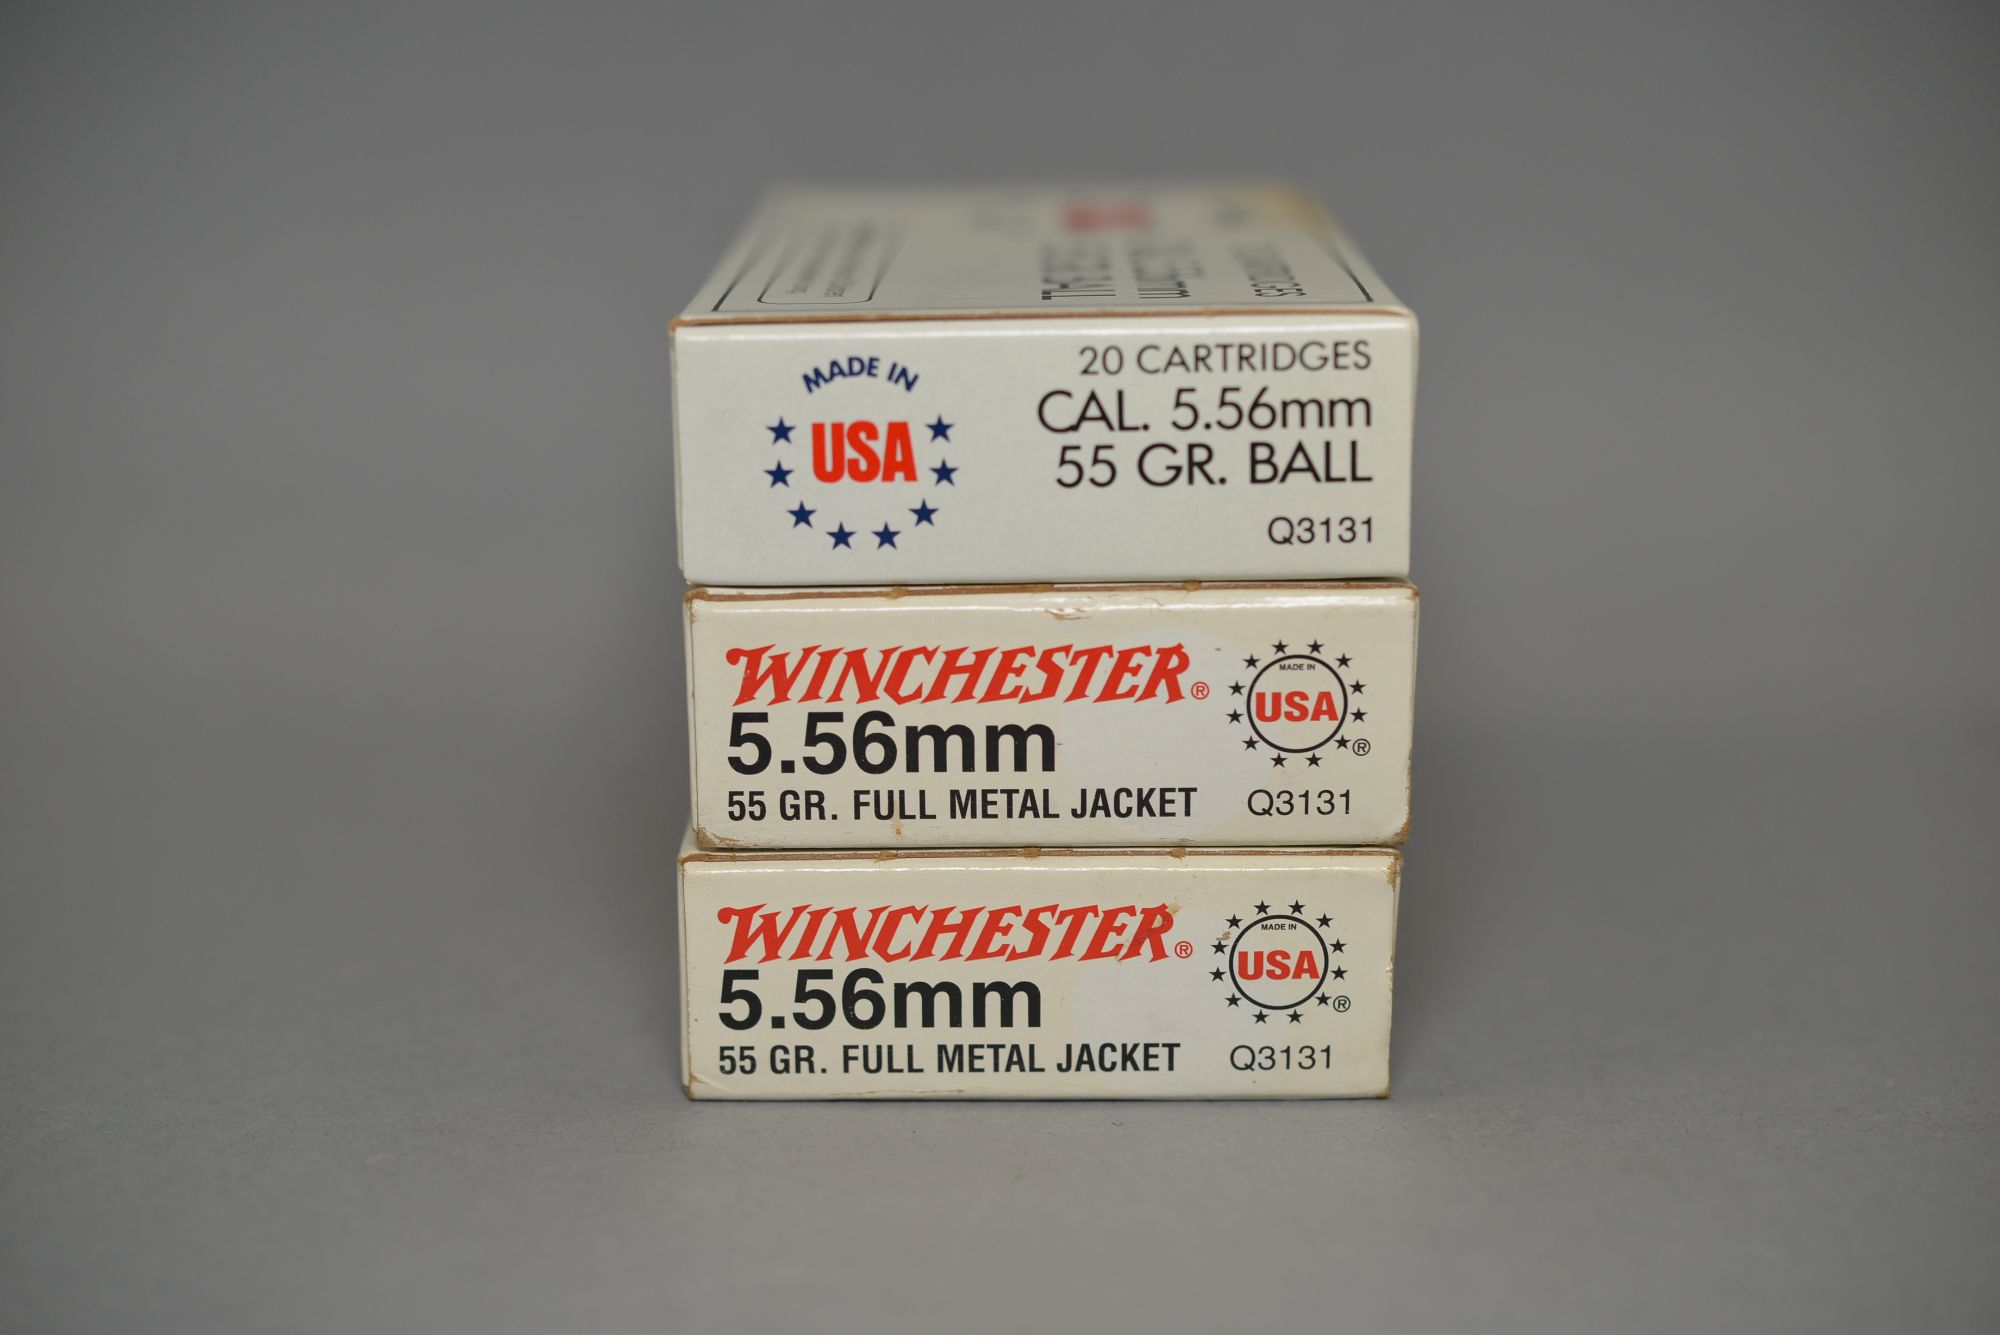 MADE IN
USA
20 CARTRIDGES
CAL. 5.56mm
55 GR. BALL
Q3131
WINCHESTER®
5.56mm
55 GR. FULL METAL JACKET
MADE IN
USA
®
Q3131
WINCHESTER®
5.56mm
55 GR. FULL METAL JACKET
MADE IN
USA
®
Q3131